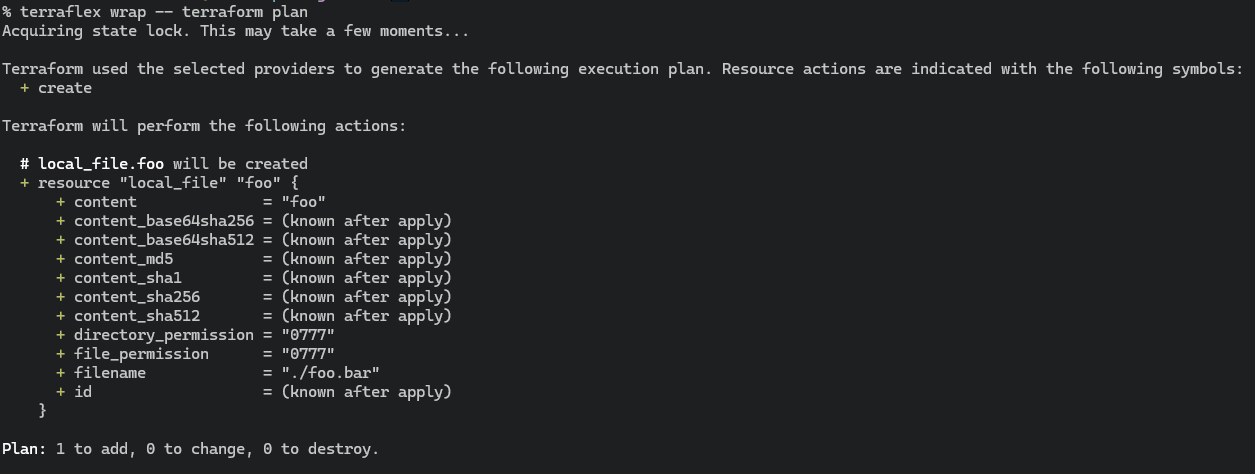 % terraflex wrap -- terraform plan
Acquiring state lock. This may take a few moments...
Terraform used the selected providers to generate the following execution plan. Resource actions are indicated with the following symbols:
  + create
Terraform will perform the following actions:
  # local_file.foo will be created
  + resource "local_file" "foo" {
      + content              = "foo"
      + content_base64sha256 = (known after apply)
      + content_base64sha512 = (known after apply)
      + content_md5          = (known after apply)
      + content_sha1         = (known after apply)
      + content_sha256       = (known after apply)
      + content_sha512       = (known after apply)
      + directory_permission = "0777"
      + file_permission      = "0777"
      + filename             = "./foo.bar"
      + id                   = (known after apply)
    }
Plan: 1 to add, 0 to change, 0 to destroy.